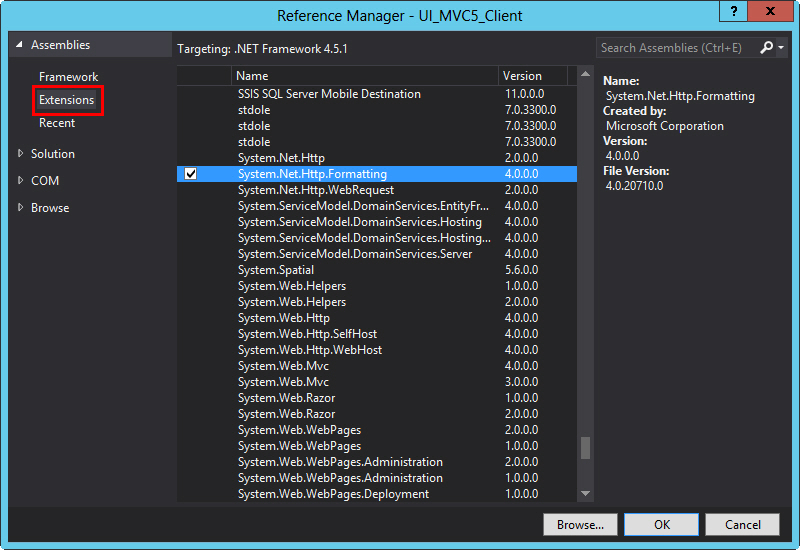 Reference Manager - UI_MVC5_Client
? x
Assemblies
Framework
Extensions
Recent
Solution
COM
Browse
Targeting: .NET Framework 4.5.1
Search Assemblies (Ctrl+E)
Name Version
SSIS SQL Server Mobile Destination 11.0.0.0
stdole 7.0.3300.0
stdole 7.0.3300.0
stdole 7.0.3300.0
System.Net.Http 2.0.0.0
System.Net.Http.Formatting 4.0.0.0
System.Net.Http.WebRequest 2.0.0.0
System.ServiceModel.DomainServices.EntityFr... 4.0.0.0
System.ServiceModel.DomainServices.Hosting 4.0.0.0
System.ServiceModel.DomainServices.Hosting... 4.0.0.0
System.ServiceModel.DomainServices.Server 4.0.0.0
System.Spatial 5.6.0.0
System.Web.Helpers 1.0.0.0
System.Web.Helpers 2.0.0.0
System.Web.Http 4.0.0.0
System.Web.Http.SelfHost 4.0.0.0
System.Web.Http.WebHost 4.0.0.0
System.Web.Mvc 4.0.0.0
System.Web.Mvc 3.0.0.0
System.Web.Razor 1.0.0.0
System.Web.Razor 2.0.0.0
System.Web.WebPages 2.0.0.0
System.Web.WebPages 1.0.0.0
System.Web.WebPages.Administration 2.0.0.0
System.Web.WebPages.Administration 1.0.0.0
System.Web.WebPages.Deployment 1.0.0.0
Name:
System.Net.Http.Formatting
Created by:
Microsoft Corporation
Version:
4.0.0.0
File Version:
4.0.20710.0
Browse... OK Cancel